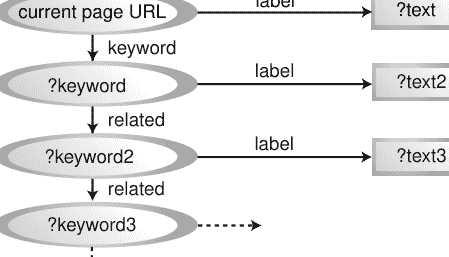 label
current page URL
?text
keyword
label
?keyword
?text2
related
label
?keyword2
?text3
related
?keyword3